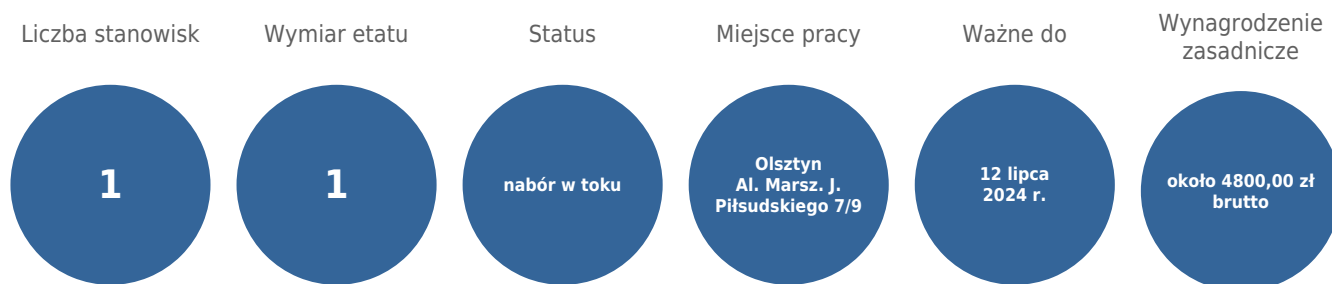 Liczba stanowisk
1
Wymiar etatu
1
Status
nabór w toku
Miejsce pracy
Olsztyn
Al. Marsz. J.
Piłsudskiego 7/9
Ważne do
12 lipca
2024 r.
Wynagrodzenie
zasadnicze
około 4800,00 zł
brutto